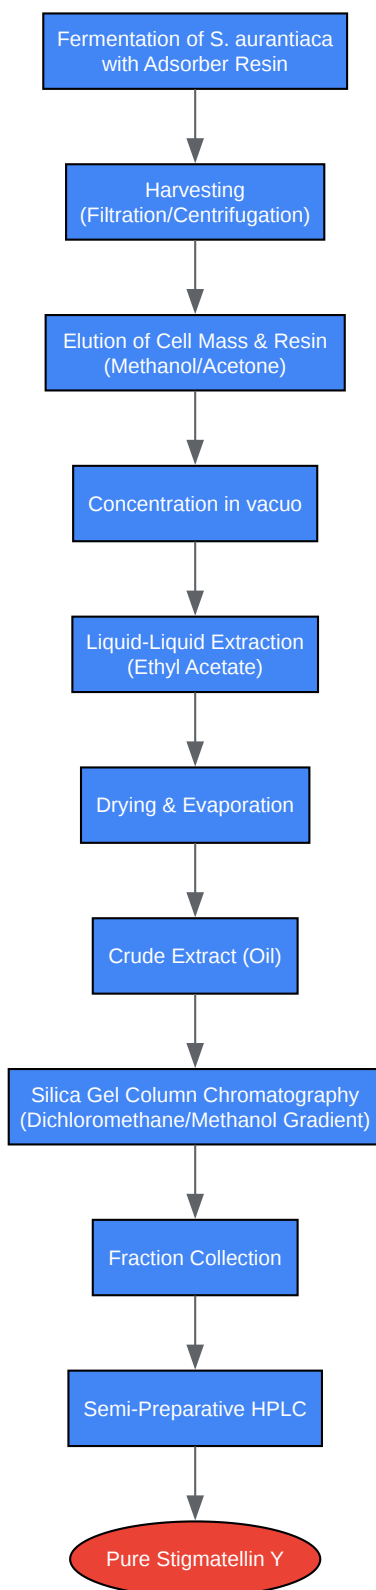 Fermentation of S. aurantiaca
with Adsorber Resin
Harvesting
(Filtration/Centrifugation)
Elution of Cell Mass & Resin
(Methanol/Acetone)
Concentration in vacuo
Liquid-Liquid Extraction
(Ethyl Acetate)
Drying & Evaporation
Crude Extract (Oil)
Silica Gel Column Chromatography
(Dichloromethane/Methanol Gradient)
Fraction Collection
Semi-Preparative HPLC
Pure Stigmatellin Y